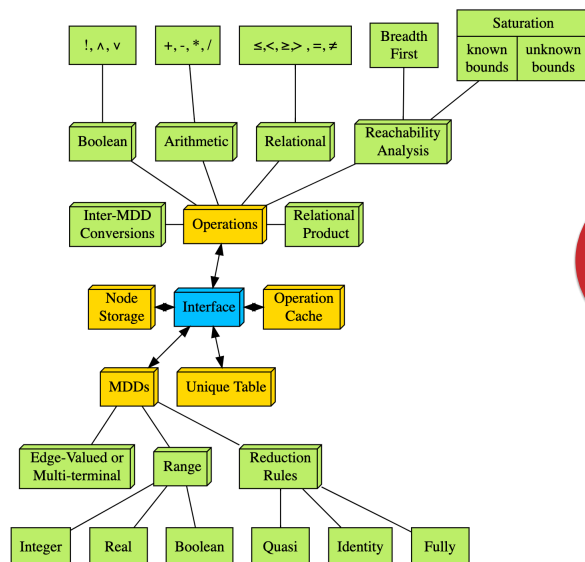 Saturation
!, ∧, ∨
+, -, *, /
≤,<, ≥,> , =, ≠
Breadth
First
known
bounds
unknown
bounds
Boolean
Arithmetic
Relational
Reachability
Analysis
Inter-MDD
Conversions
Operations
Relational
Product
Node
Storage
Interface
Operation
Cache
MDDs
Unique Table
Edge-Valued or
Multi-terminal
Range
Reduction
Rules
Integer
Real
Boolean
Quasi
Identity
Fully